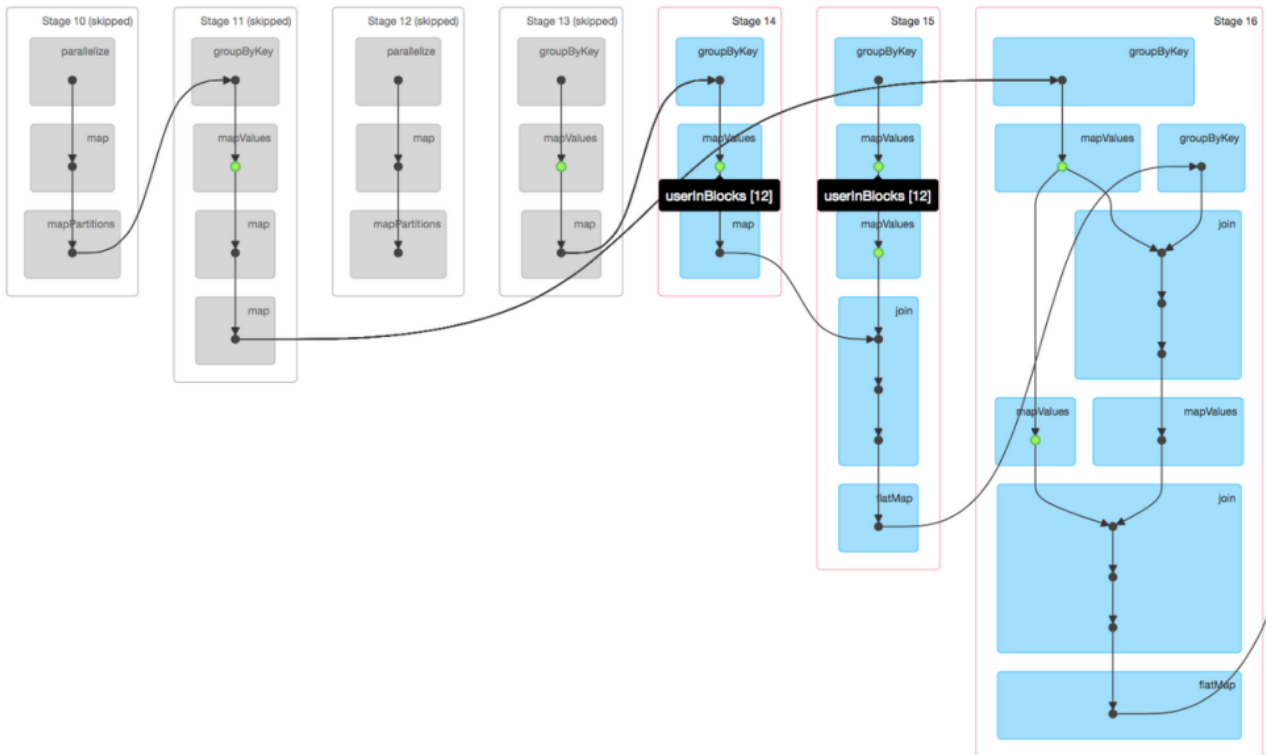 Stage 10 (skipped)
parallelize
map
mapPartitions
Stage 11 (skipped)
groupByKey
mapValues
map
map
Stage 12 (skipped)
parallelize
map
mapPartitions
Stage 13 (skipped)
groupByKey
mapValues
map
Stage 14
groupByKey
mapValues
userInBlocks [12]
map
Stage 15
groupByKey
mapValues
userInBlocks [12]
mapValues
join
flatMap
Stage 16
groupByKey
mapValues
groupByKey
join
mapValues
mapValues
join
flatMap